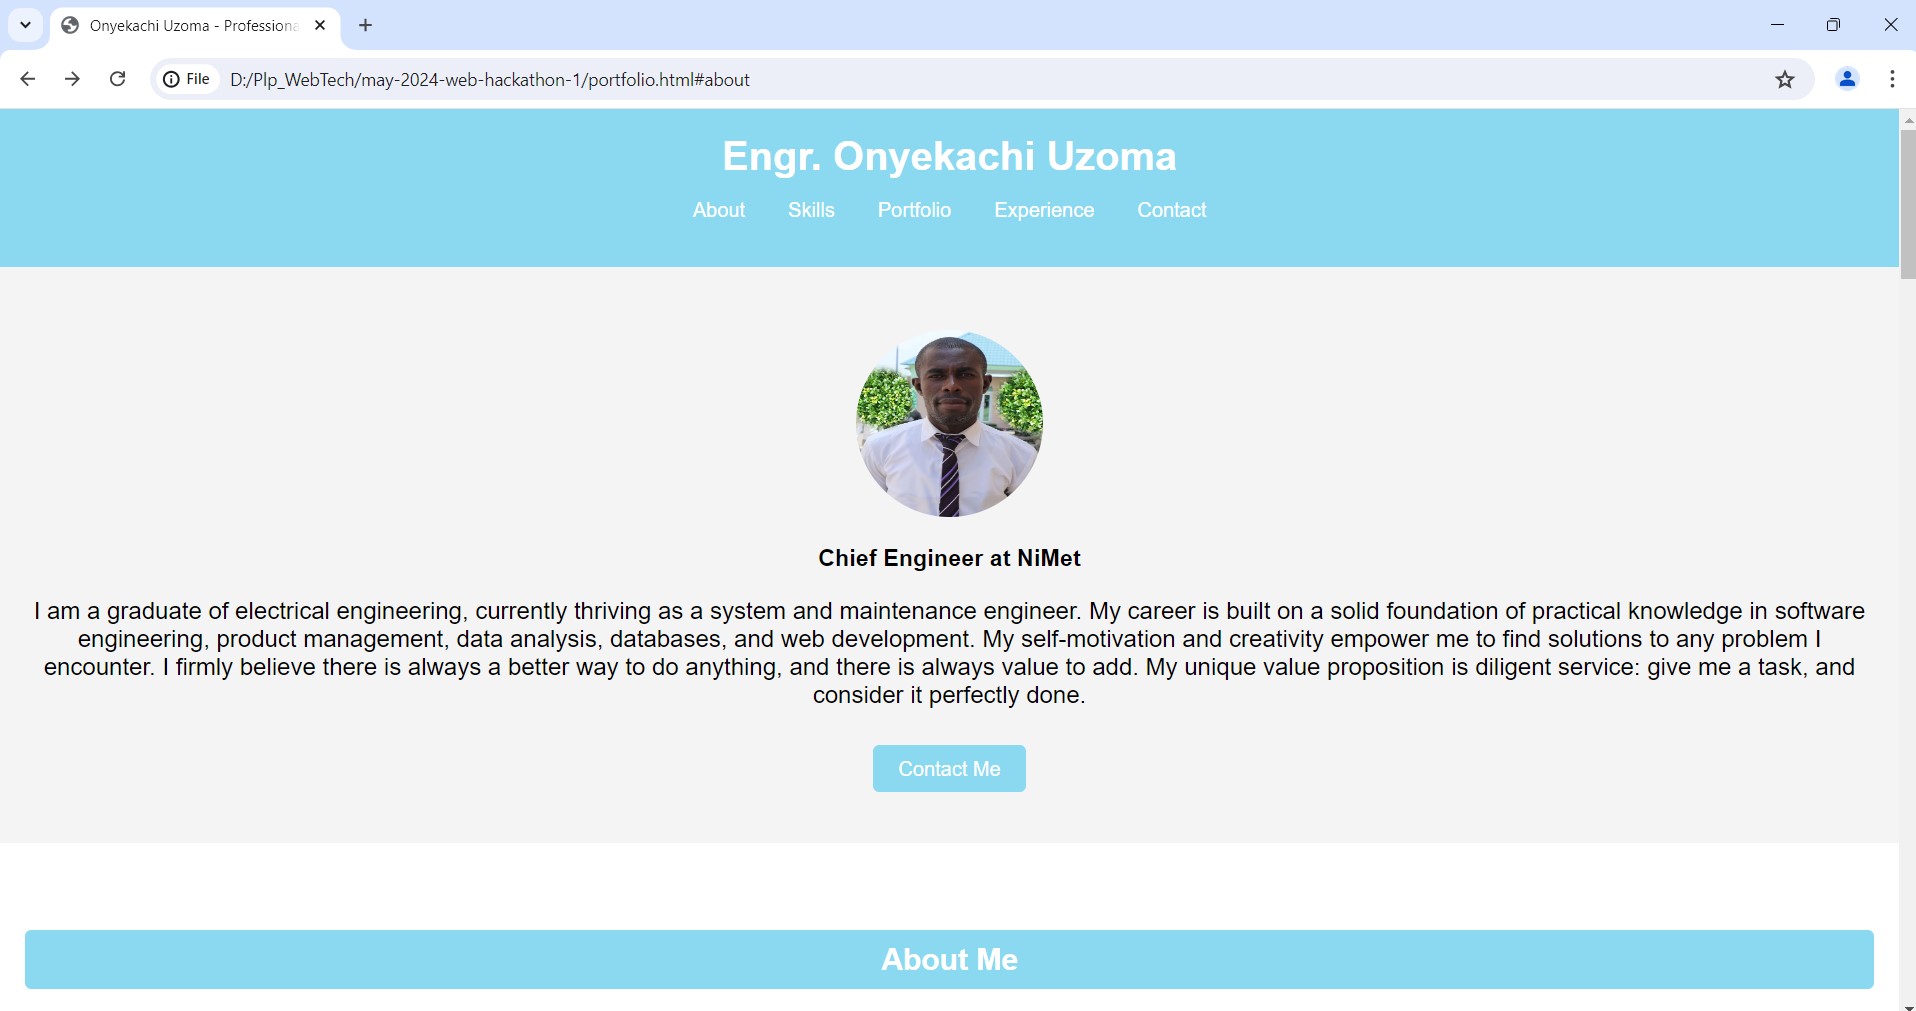 Onyekachi Uzoma - Professiona
File
D:/Plp_WebTech/may-2024-web-hackathon-1/portfolio.html#about
Engr. Onyekachi Uzoma
About Skills Portfolio Experience Contact
Chief Engineer at NiMet
I am a graduate of electrical engineering, currently thriving as a system and maintenance engineer. My career is built on a solid foundation of practical knowledge in software
engineering, product management, data analysis, databases, and web development. My self-motivation and creativity empower me to find solutions to any problem I
encounter. I firmly believe there is always a better way to do anything, and there is always value to add. My unique value proposition is diligent service: give me a task, and
consider it perfectly done.
Contact Me
About Me